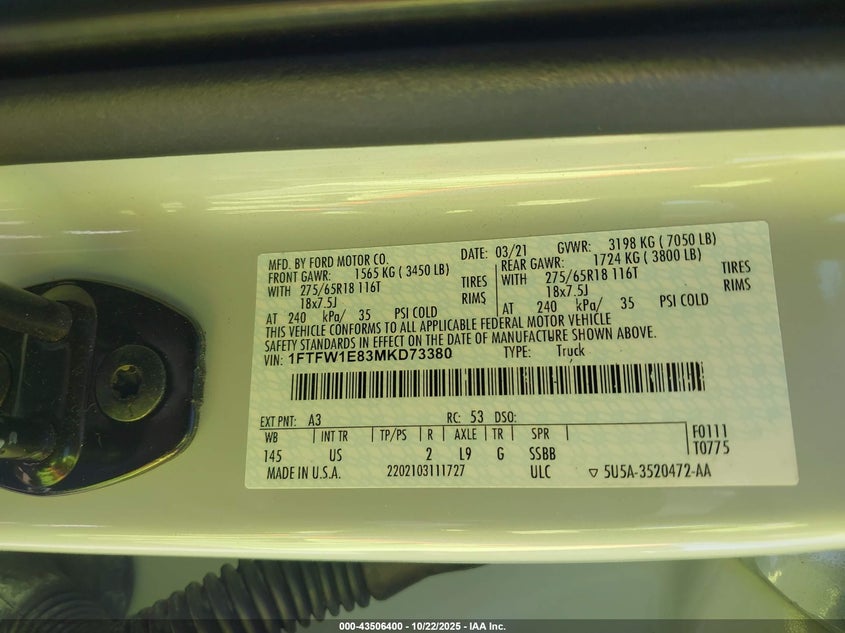 MFD. BY FORD MOTOR CO. DATE: 03/21 GVWR: 3198 KG ( 7050 LB)
FRONT GAWR: 1565 KG ( 3450 LB) REAR GAWR: 1724 KG ( 3800 LB)
WITH 275/65R18 116T TIRES WITH 275/65R18 116T TIRES
18x7.5J RIMS 18x7.5J RIMS
AT 240 kPa/ 35 PSI COLD AT 240 kPa/ 35 PSI COLD
THIS VEHICLE CONFORMS TO ALL APPLICABLE FEDERAL MOTOR VEHICLE
SAFETY STANDARDS IN EFFECT ON THE DATE OF MANUFACTURE SHOWN ABOVE.
VIN: 1FTFW1E83MKD73380 TYPE: Truck
EXT PNT: A3 RC: 53 DSO:
WB INT TR TP/PS R AXLE TR SPR F0111
145 US 2 L9 G SSBB T0775
MADE IN U.S.A. 2202103111727 ULC 5U5A-3520472-AA
000-43506400 - 10/22/2025 - IAA Inc.